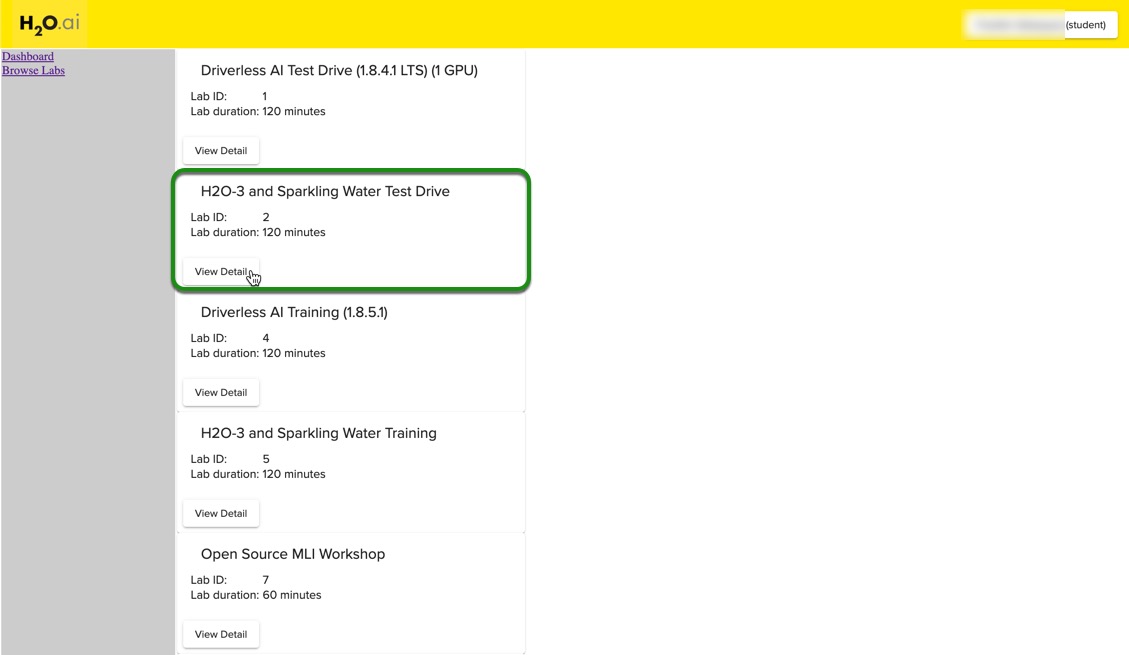 H2O.ai
(student)
Dashboard
Browse Labs
Driverless AI Test Drive (1.8.4.1 LTS) (1 GPU)
Lab ID: 1
Lab duration: 120 minutes
View Detail
H2O-3 and Sparkling Water Test Drive
Lab ID: 2
Lab duration: 120 minutes
View Detail
Driverless AI Training (1.8.5.1)
Lab ID: 4
Lab duration: 120 minutes
View Detail
H2O-3 and Sparkling Water Training
Lab ID: 5
Lab duration: 120 minutes
View Detail
Open Source MLI Workshop
Lab ID: 7
Lab duration: 60 minutes
View Detail